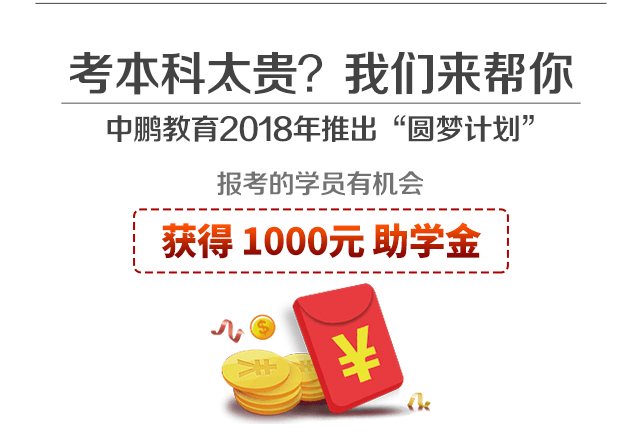 考本科太贵？我们来帮你
中鹏教育2018年推出“圆梦计划”
报考的学员有机会
获得 1000元 助学金
¥